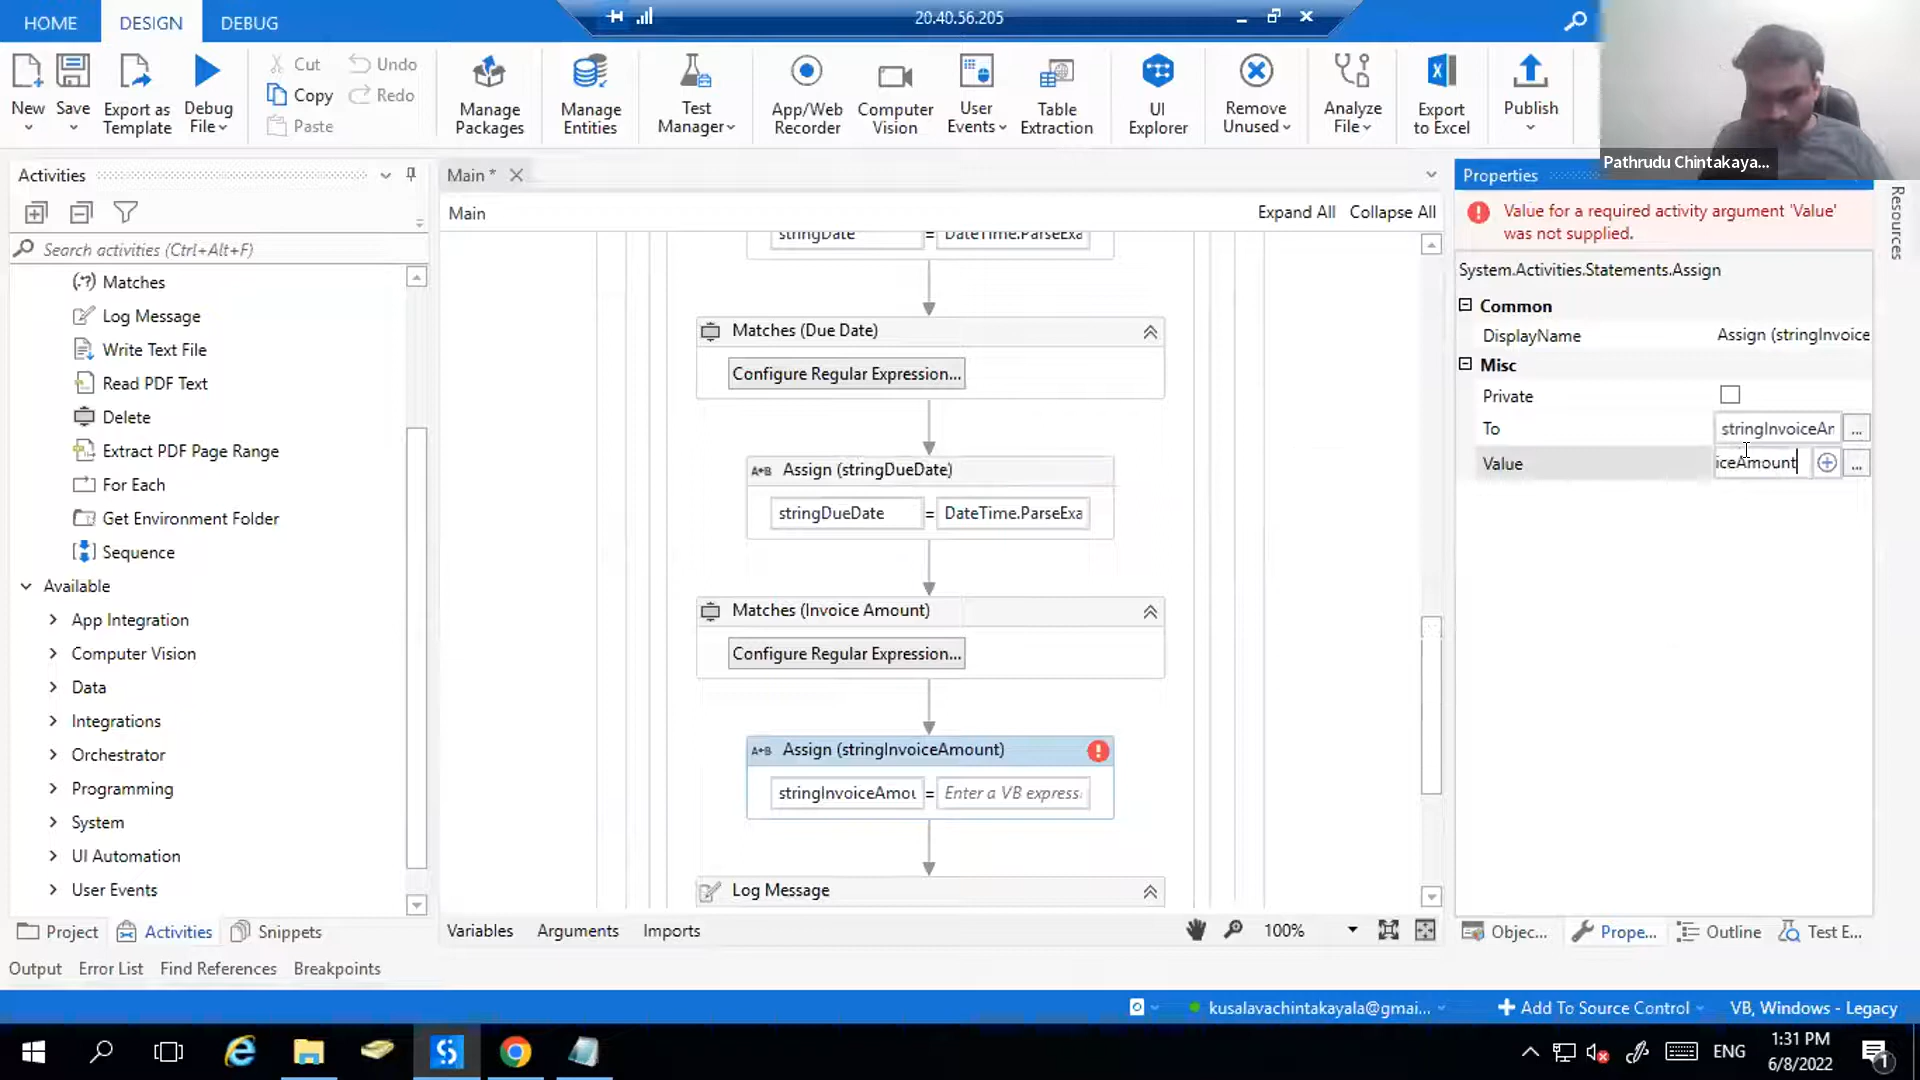 HOME
DESIGN
DEBUG
20.40.56.205
New
Save
Export as Template
Debug File
Cut
Copy
Paste
Undo
Redo
Manage Packages
Manage Entities
Test Manager
App/Web Recorder
Computer Vision
User Events
Table Extraction
UI Explorer
Remove Unused
Analyze File
Export to Excel
Publish
Pathrudu Chintakaya...
Activities
Search activities (Ctrl+Alt+F)
Matches
Log Message
Write Text File
Read PDF Text
Delete
Extract PDF Page Range
For Each
Get Environment Folder
Sequence
Available
App Integration
Computer Vision
Data
Integrations
Orchestrator
Programming
System
UI Automation
User Events
Project
Activities
Snippets
Main *
Main
Expand All
Collapse All
stringDate
=
DateTime.ParseExa
Matches (Due Date)
Configure Regular Expression...
A+B Assign (stringDueDate)
stringDueDate = DateTime.ParseExa
Matches (Invoice Amount)
Configure Regular Expression...
A+B Assign (stringInvoiceAmount)
stringInvoiceAmou = Enter a VB express
Log Message
Variables
Arguments
Imports
100%
Properties
Value for a required activity argument 'Value' was not supplied.
System.Activities.Statements.Assign
Common
DisplayName
Assign (stringInvoice
Misc
Private
To
stringInvoiceAr
...
Value
iceAmount
...
Resources
Objec...
Prope...
Outline
Test E...
Output
Error List
Find References
Breakpoints
kusalavachintakayala@gmai...
Add To Source Control
VB, Windows - Legacy
ENG
1:31 PM
6/8/2022
1